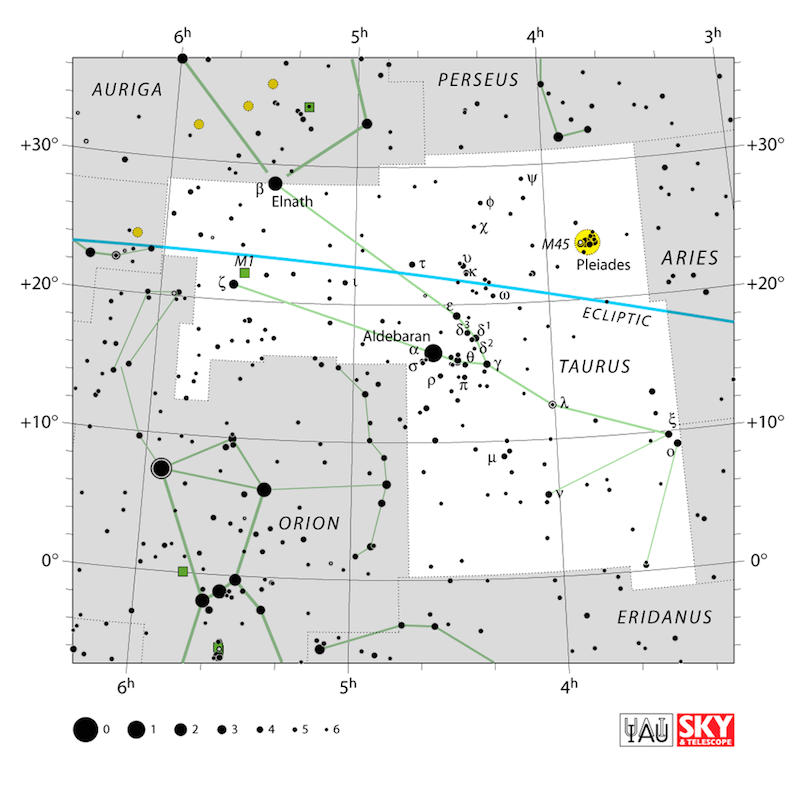 6h 5h 4h 3h
AURIGA
PERSEUS
+30° +30°
β
Elnath
ψ
φ
χ
M45
Pleiades
ARIES
M1
τ
υ
κ
ζ
ι
ω
+20° +20°
ε
ECLIPTIC
Aldebaran
δ³ δ¹
δ²
α
σ
θ
γ
TAURUS
ρ
π
λ
+10° +10°
ξ
ο
μ
ν
ORION
0° 0°
ERIDANUS
6h 5h 4h
0 1 2 3 4 5 6
IAU
SKY
& TELESCOPE